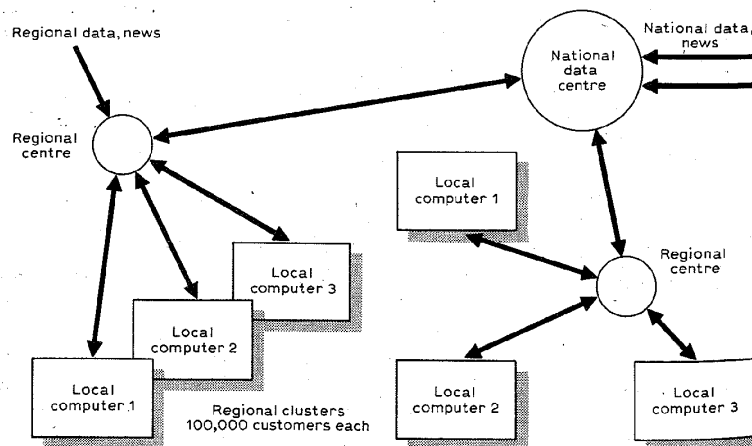 Regional data, news
National data,
news
National
data
centre
Regional
centre
Local
computer 1
Regional
centre
Local
computer 3
Local
computer 2
Local
computer 1
Regional clusters
100,000 customers each
Local
computer 2
Local
computer 3